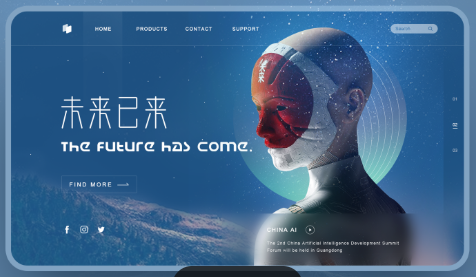 HOME PRODUCTS CONTACT SUPPORT Search
未来已来
The future has come.
FIND MORE
CHINA AI
The 2nd China Artificial Intelligence Development Summit
Forum will be held in Guangdong
01
03